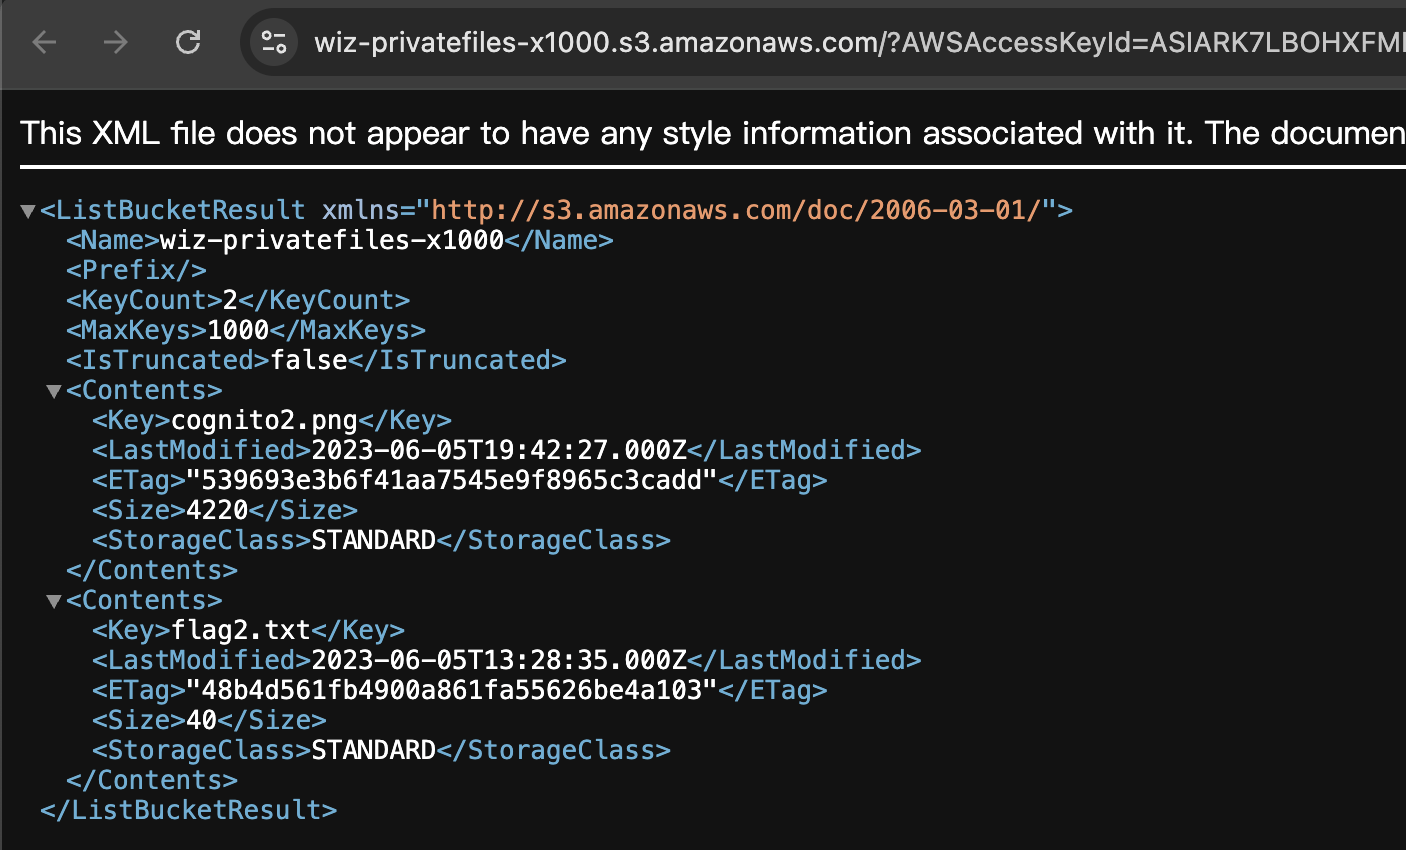 wiz-privatefiles-x1000.s3.amazonaws.com/?AWSAccessKeyId=ASIARK7LBOHXFM
This XML file does not appear to have any style information associated with it. The documen
▼<ListBucketResult xmlns="http://s3.amazonaws.com/doc/2006-03-01/">
<Name>wiz-privatefiles-x1000</Name>
<Prefix/>
<KeyCount>2</KeyCount>
<MaxKeys>1000</MaxKeys>
<IsTruncated>false</IsTruncated>
▼<Contents>
<Key>cognito2.png</Key>
<LastModified>2023-06-05T19:42:27.000Z</LastModified>
<ETag>"539693e3b6f41aa7545e9f8965c3cadd"</ETag>
<Size>4220</Size>
<StorageClass>STANDARD</StorageClass>
</Contents>
▼<Contents>
<Key>flag2.txt</Key>
<LastModified>2023-06-05T13:28:35.000Z</LastModified>
<ETag>"48b4d561fb4900a861fa55626be4a103"</ETag>
<Size>40</Size>
<StorageClass>STANDARD</StorageClass>
</Contents>
</ListBucketResult>